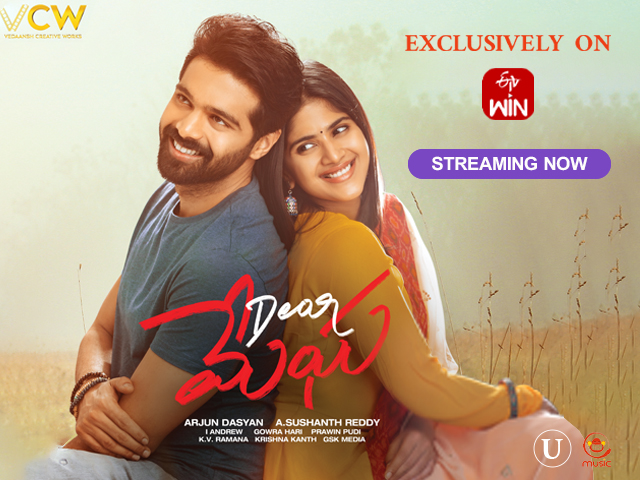 VCW
VEDAANSH CREATIVE WORKS
EXCLUSIVELY ON
ఈటీవీ
WIN
STREAMING NOW
Dear
మేఘ
ARJUN DASYAN A.SUSHANTH REDDY
I ANDREW GOWRA HARI PRAWIN PUDI
K.V. RAMANA KRISHNA KANTH GSK MEDIA
U
music